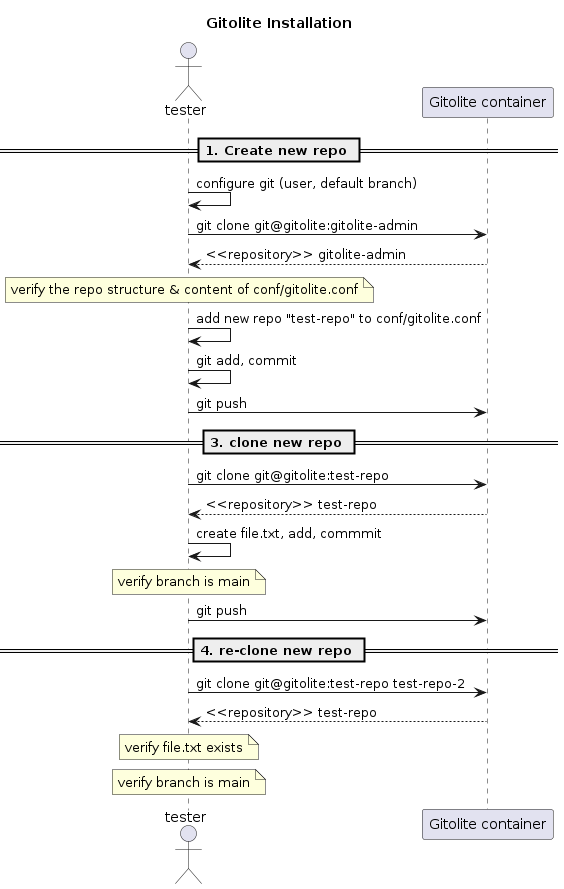 Gitolite Installation
tester
Gitolite container
1. Create new repo
configure git (user, default branch)
git clone git@gitolite:gitolite-admin
<<repository>> gitolite-admin
verify the repo structure & content of conf/gitolite.conf
add new repo "test-repo" to conf/gitolite.conf
git add, commit
git push
3. clone new repo
git clone git@gitolite:test-repo
<<repository>> test-repo
create file.txt, add, commmit
verify branch is main
git push
4. re-clone new repo
git clone git@gitolite:test-repo test-repo-2
<<repository>> test-repo
verify file.txt exists
verify branch is main
tester
Gitolite container